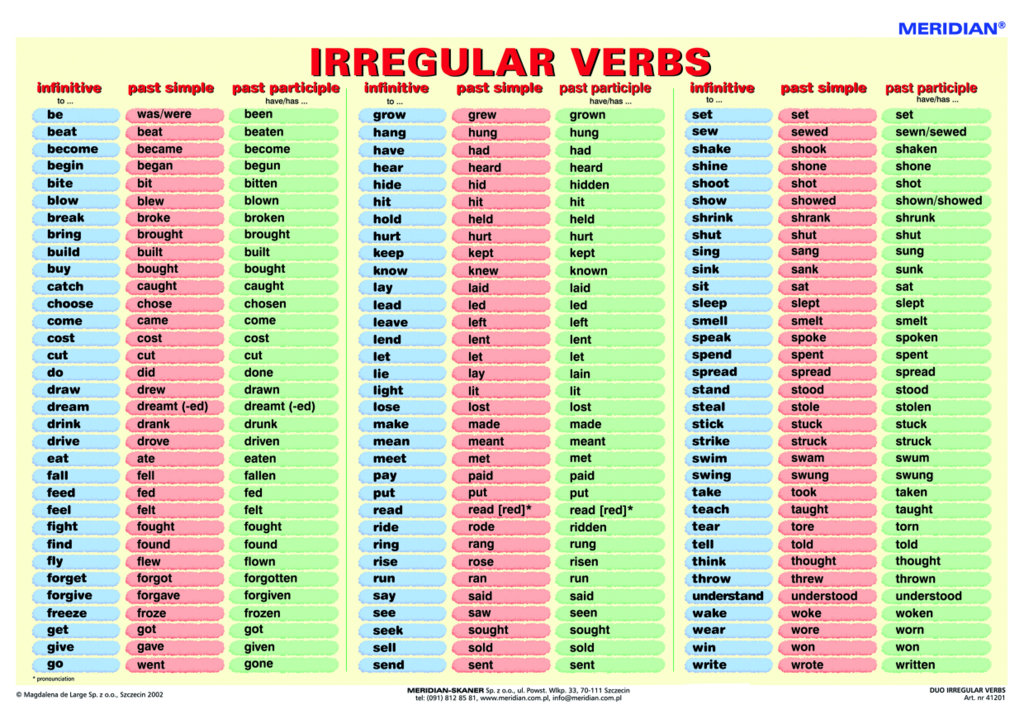 MERIDIAN®
IRREGULAR VERBS
infinitive past simple past participle infinitive past simple past participle infinitive past simple past participle
to ... have/has ... to ... have/has ... to ... have/has ...
be was/were been grow grew grown set set set
beat beat beaten hang hung hung sew sewed sewn/sewed
become became become have had had shake shook shaken
begin began begun hear heard heard shine shone shone
bite bit bitten hide hid hidden shoot shot shot
blow blew blown hit hit hit show showed shown/showed
break broke broken hold held held shrink shrank shrunk
bring brought brought hurt hurt hurt shut shut shut
build built built keep kept kept sing sang sung
buy bought bought know knew known sink sank sunk
catch caught caught lay laid laid sit sat sat
choose chose chosen lead led led sleep slept slept
come came come leave left left smell smelt smelt
cost cost cost lend lent lent speak spoke spoken
cut cut cut let let let spend spent spent
do did done lie lay lain spread spread spread
draw drew drawn light lit lit stand stood stood
dream dreamt (-ed) dreamt (-ed) lose lost lost steal stole stolen
drink drank drunk make made made stick stuck stuck
drive drove driven mean meant meant strike struck struck
eat ate eaten meet met met swim swam swum
fall fell fallen pay paid paid swing swung swung
feed fed fed put put put take took taken
feel felt felt read read [red]* read [red]* teach taught taught
fight fought fought ride rode ridden tear tore torn
find found found ring rang rung tell told told
fly flew flown rise rose risen think thought thought
forget forgot forgotten run ran run throw threw thrown
forgive forgave forgiven say said said understand understood understood
freeze froze frozen see saw seen wake woke woken
get got got seek sought sought wear wore worn
give gave given sell sold sold win won won
go went gone send sent sent write wrote written
* pronounciation
© Magdalena de Large Sp. z o.o., Szczecin 2002 MERIDIAN-SKANER Sp. z o.o., ul. Powst. Wlkp. 33, 70-111 Szczecin DUO IRREGULAR VERBS
tel: (091) 812 85 81, www.meridian.com.pl, info@meridian.com.pl Art. nr 41201